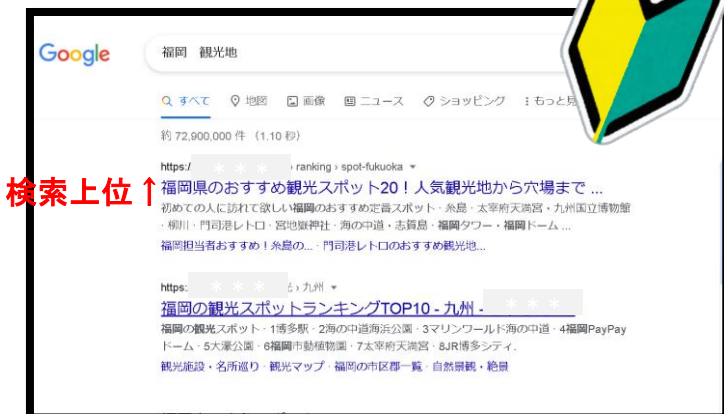 Google
福岡 観光地
すべて 地図 画像 ニュース ショッピング もっと見
約 72,900,000 件 (1.10 秒)
https:/ * * * › ranking › spot-fukuoka
検索上位↑
福岡県のおすすめ観光スポット20！人気観光地から穴場まで ...
初めての人に訪れて欲しい福岡のおすすめ定番スポット · 糸島 · 太宰府天満宮 · 九州国立博物館
· 柳川 · 門司港レトロ · 宮地嶽神社 · 海の中道 · 志賀島 · 福岡タワー · 福岡ドーム ...
福岡担当者おすすめ！糸島の... · 門司港レトロのおすすめ観光地...
https: * * * › 九州
福岡の観光スポットランキングTOP10 - 九州 - * * *
福岡の観光スポット · 1博多駅 · 2海の中道海浜公園 · 3マリンワールド海の中道 · 4福岡PayPay
ドーム · 5大濠公園 · 6福岡市動植物園 · 7太宰府天満宮 · 8JR博多シティ.
観光施設・名所巡り · 観光マップ · 福岡の市区郡一覧 · 自然景観・絶景